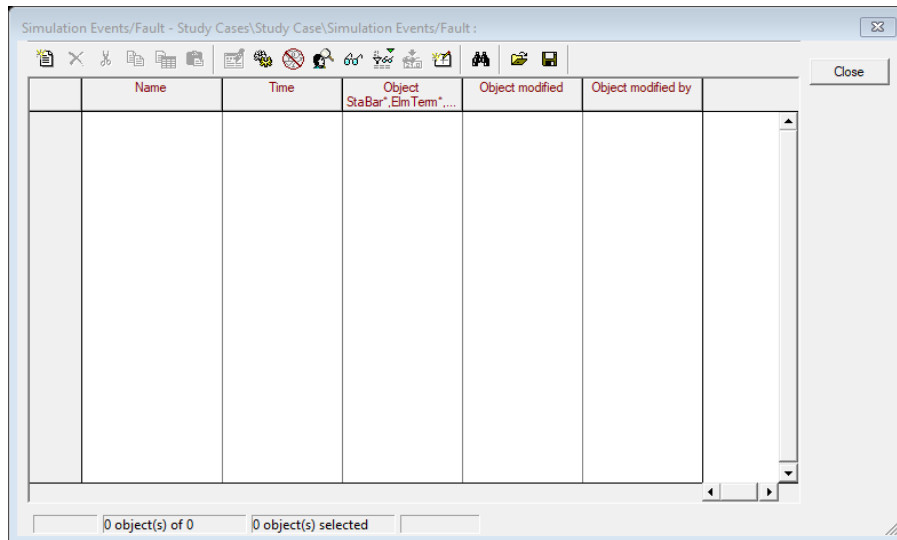 Simulation Events/Fault - Study Cases\Study Case\Simulation Events/Fault :
Close
Name Time Object Object modified Object modified by
StaBar*,ElmTerm*,...
0 object(s) of 0 0 object(s) selected